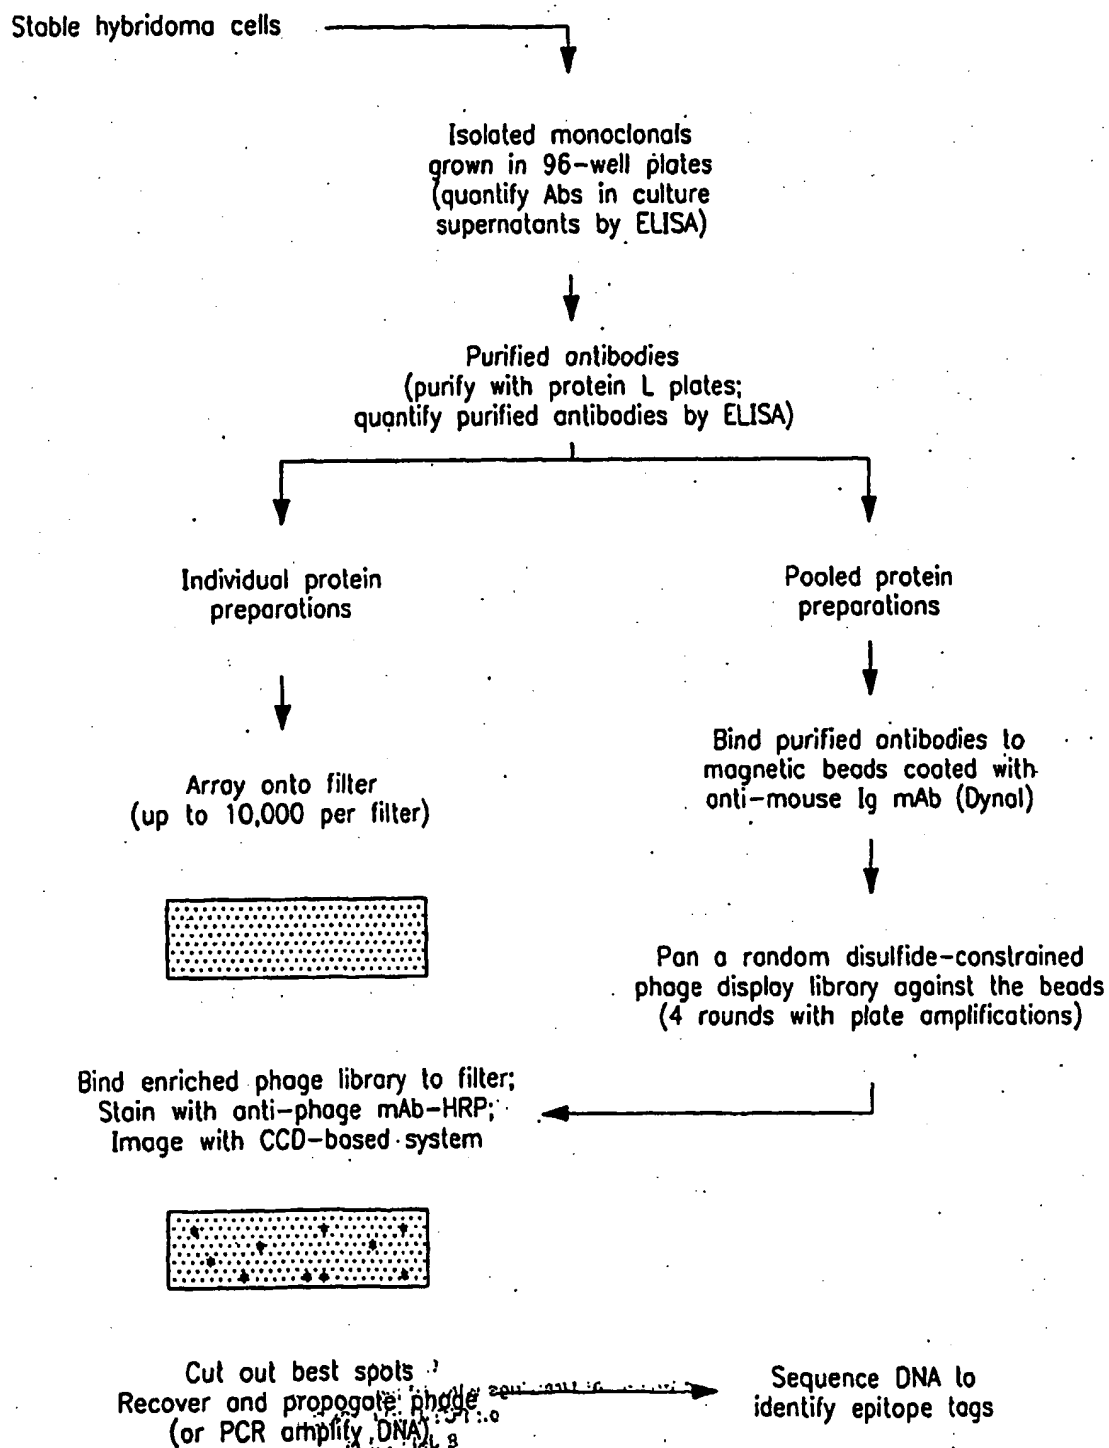 Stable hybridoma cells
Isolated monoclonals
grown in 96-well plates
(quantify Abs in culture
supernatants by ELISA)
Purified antibodies
(purify with protein L plates;
quantify purified antibodies by ELISA)
Individual protein
preparations
Pooled protein
preparations
Array onto filter
(up to 10,000 per filter)
Bind purified antibodies to
magnetic beads coated with
anti-mouse Ig mAb (Dynal)
Pan a random disulfide-constrained
phage display library against the beads
(4 rounds with plate amplifications)
Bind enriched phage library to filter;
Stain with anti-phage mAb-HRP;
Image with CCD-based system
Cut out best spots
Recover and propogate phage
(or PCR amplify DNA)
Sequence DNA to
identify epitope tags